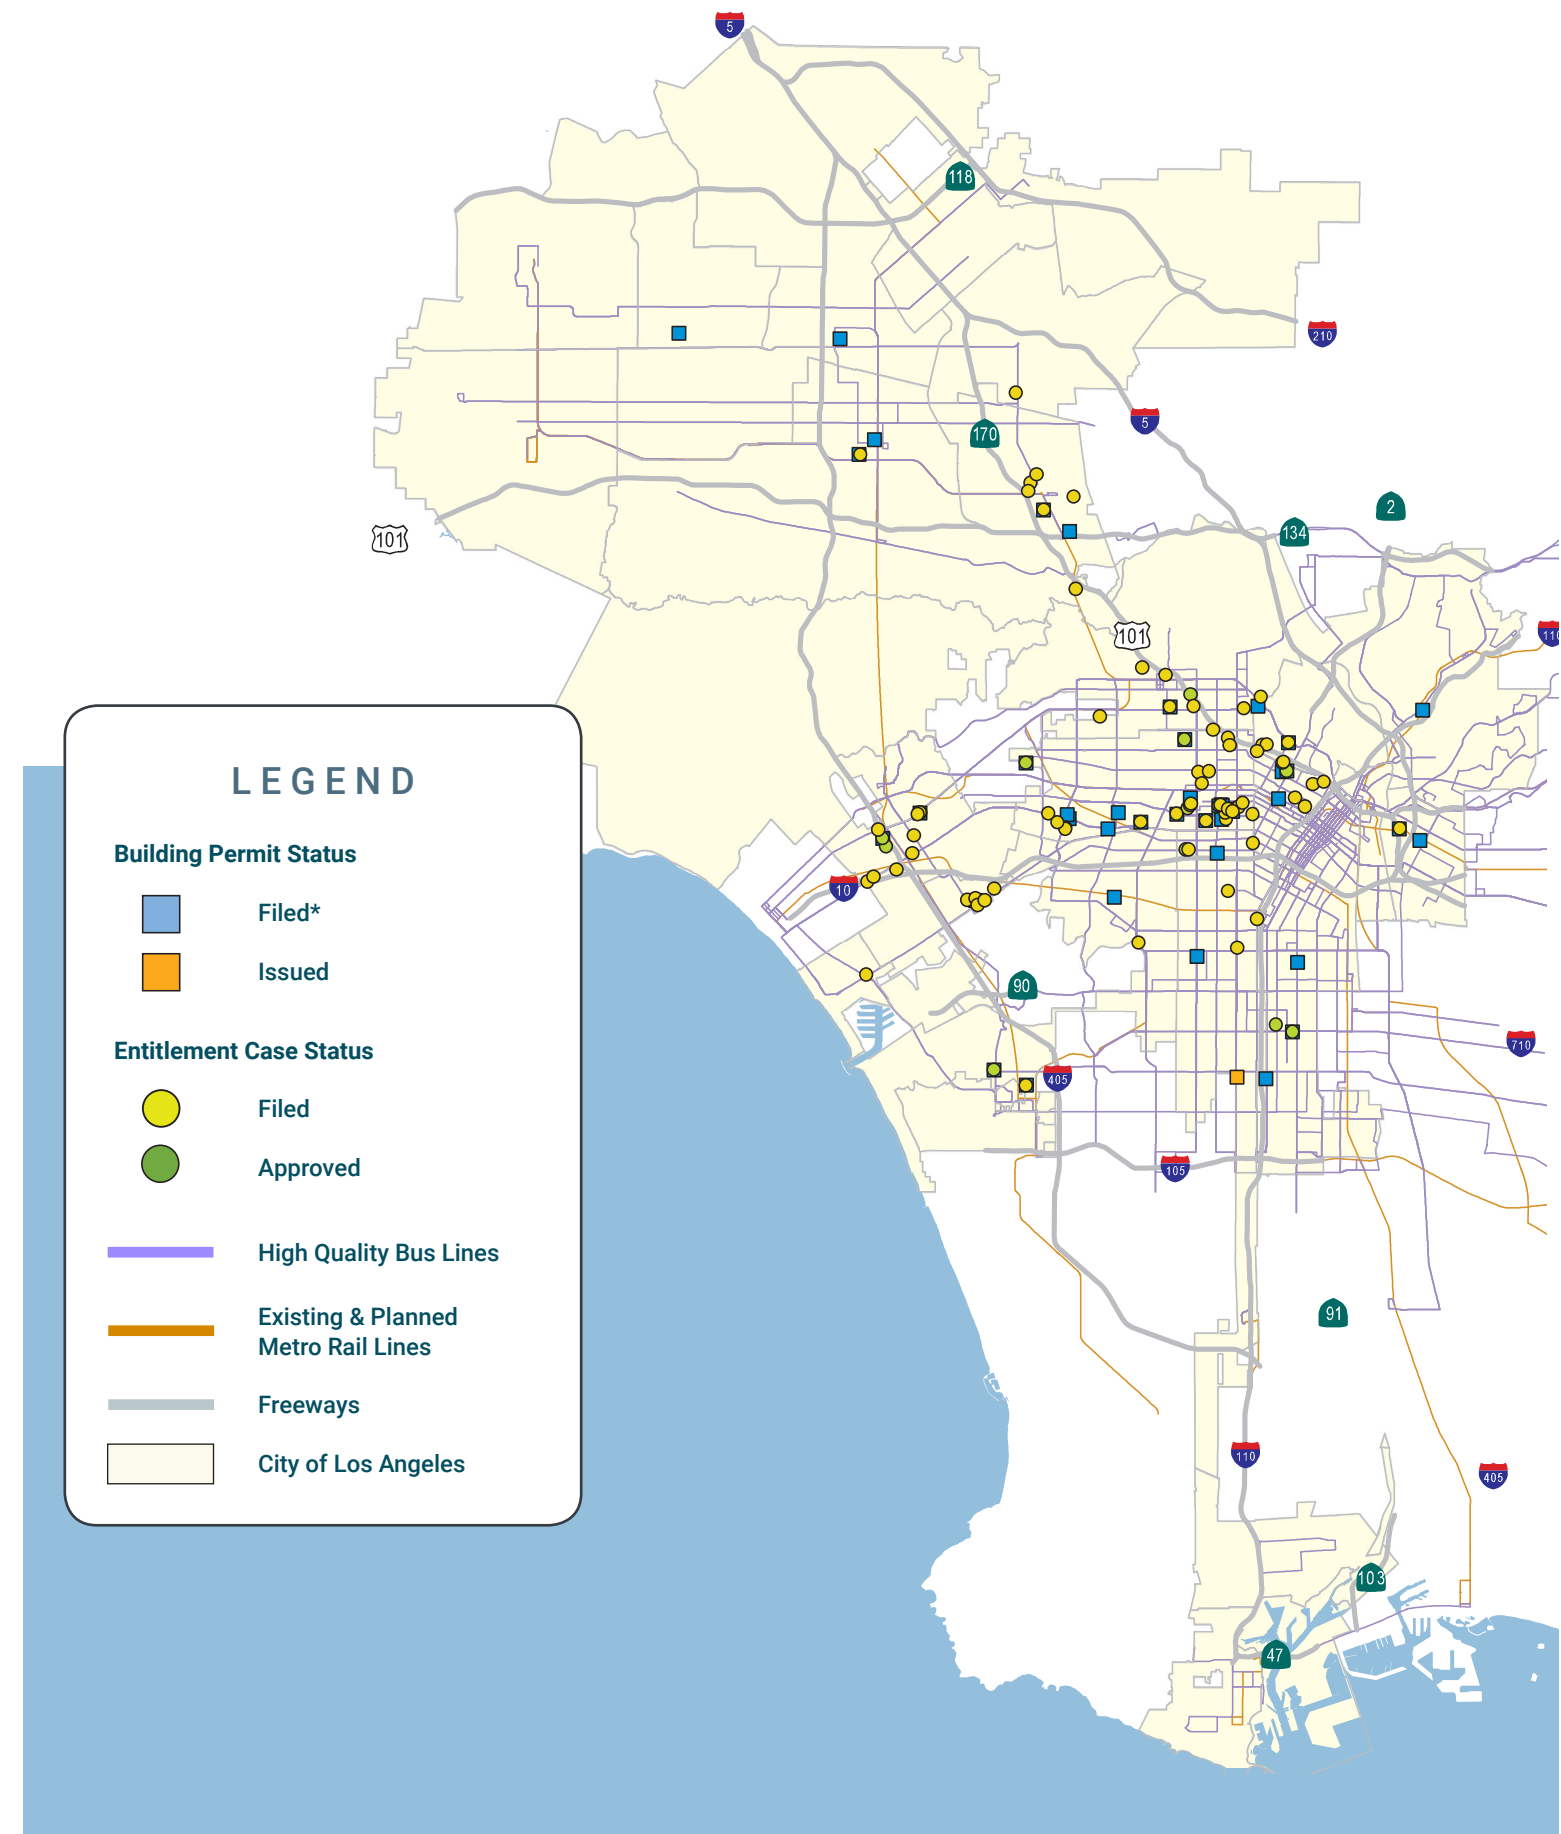 5
118
210
170
5
2
134
101
101
110
LEGEND
Building Permit Status
Filed*
Issued
Entitlement Case Status
Filed
Approved
High Quality Bus Lines
Existing & Planned
Metro Rail Lines
Freeways
City of Los Angeles
10
90
405
710
105
91
110
405
103
47